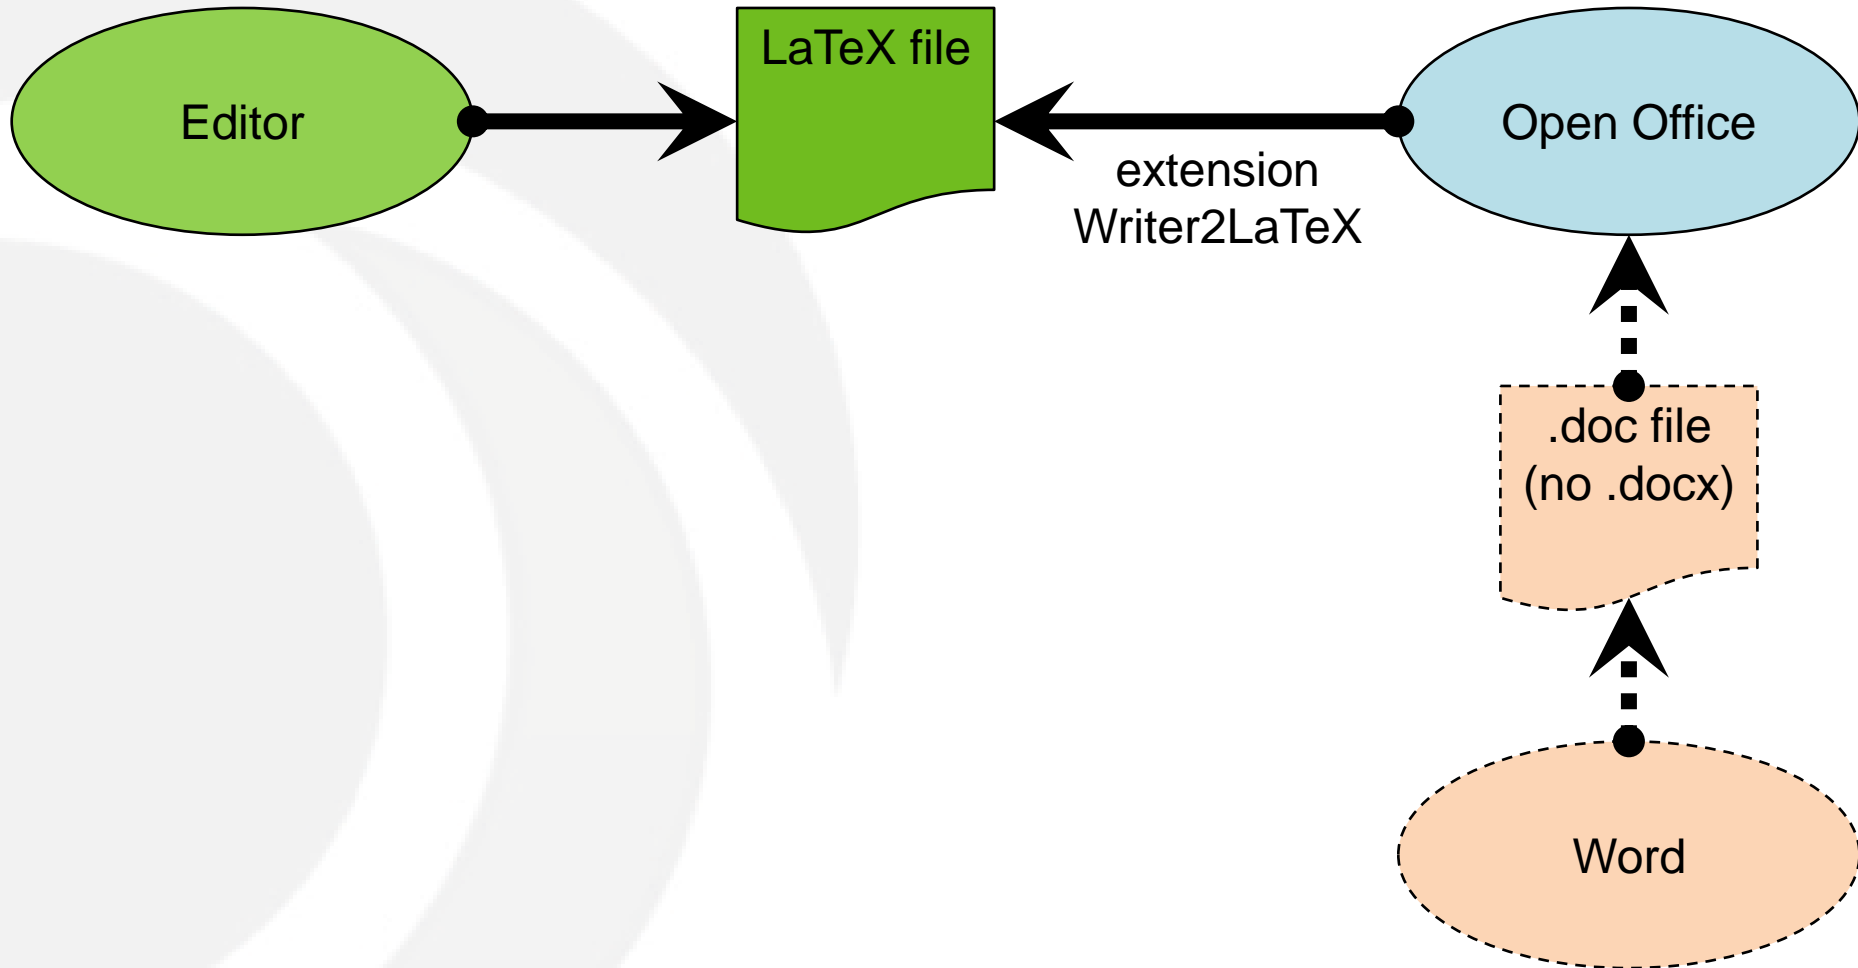 LaTeX file
Editor
Open Office
extension
Writer2LaTeX
.doc file
(no .docx)
Word